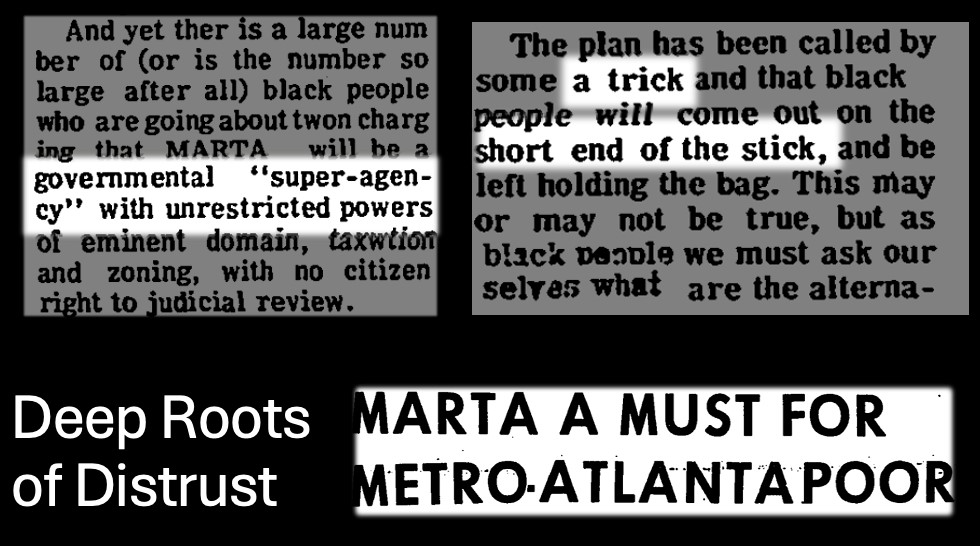 And yet ther is a large num
ber of (or is the number so
large after all) black people
who are going about twon charg
ing that MARTA will be a
governmental "super-agen-
cy" with unrestricted powers
of eminent domain, taxwtion
and zoning, with no citizen
right to judicial review.
The plan has been called by
some a trick and that black
people will come out on the
short end of the stick, and be
left holding the bag. This may
or may not be true, but as
black people we must ask our
selves what are the alterna-
Deep Roots
of Distrust
MARTA A MUST FOR
METRO-ATLANTA POOR